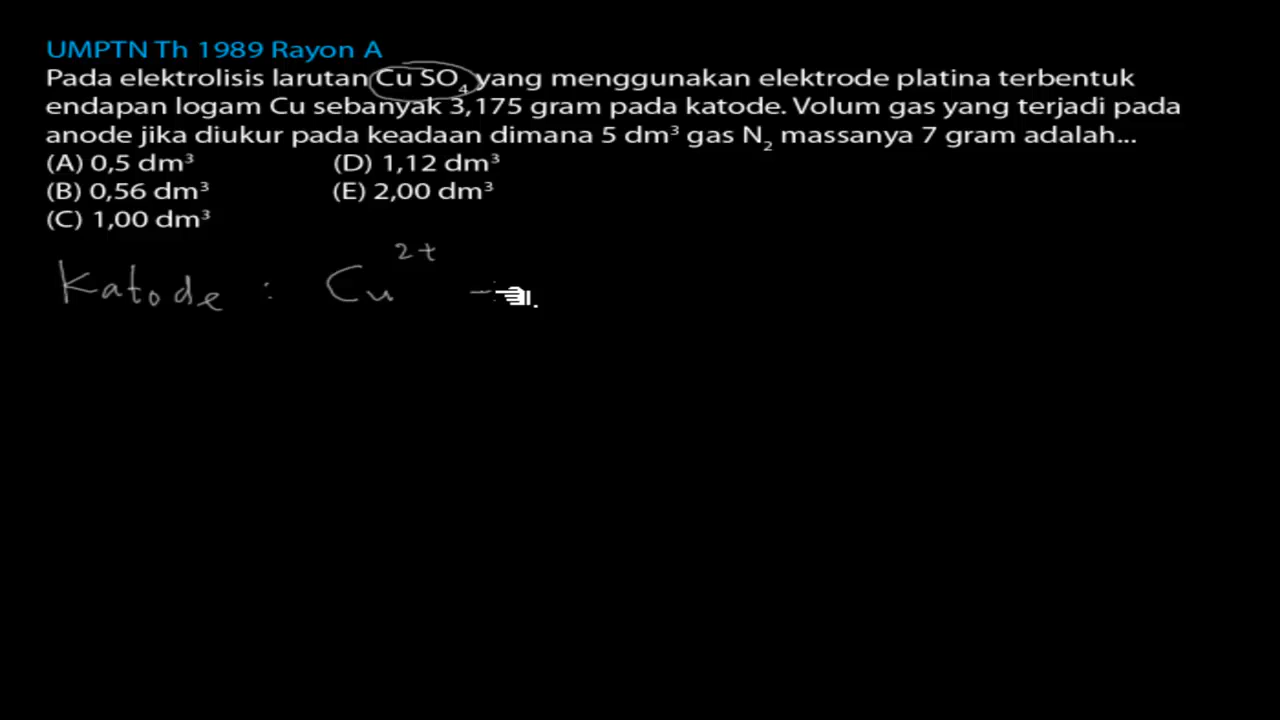 UMPTN Th 1989 Rayon A
Pada elektrolisis larutan Cu SO₄ yang menggunakan elektrode platina terbentuk
endapan logam Cu sebanyak 3,175 gram pada katode. Volum gas yang terjadi pada
anode jika diukur pada keadaan dimana 5 dm³ gas N₂ massanya 7 gram adalah...
(A) 0,5 dm³ (D) 1,12 dm³
(B) 0,56 dm³ (E) 2,00 dm³
(C) 1,00 dm³
Katode : Cu²⁺ –